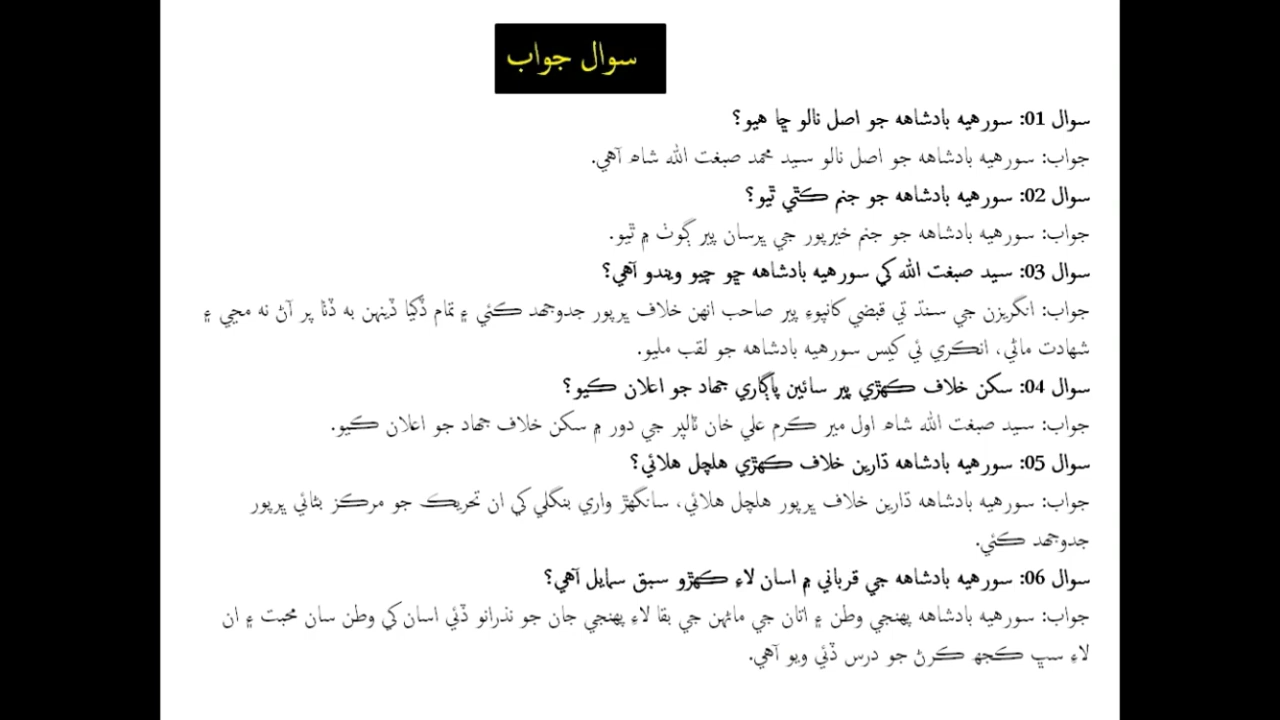 سوال جواب
سوال 01: سورهيه بادشاهه جو اصل نالو ڇا هيو؟
جواب: سورهيه بادشاهه جو اصل نالو سيد محمد صبغت الله شاھ آهي.
سوال 02: سورهيه بادشاهه جو جنم ڪٿي ٿيو؟
جواب: سورهيه بادشاهه جو جنم خيرپور جي ڀرسان پير ڳوٺ ۾ ٿيو.
سوال 03: سيد صبغت الله کي سورهيه بادشاهه ڇو چيو ويندو آهي؟
جواب: انگريزن جي سنڌ تي قبضي کانپوءِ پير صاحب انهن خلاف ڀرپور جدوجهد ڪئي ۽ تمام ڏکيا ڏينهن به ڏٺا پر آڻ نه مڃي ۽
شهادت ماڻي، انڪري ئي کيس سورهيه بادشاهه جو لقب مليو.
سوال 04: سکن خلاف ڪهڙي پير سائين پاڳاري جهاد جو اعلان ڪيو؟
جواب: سيد صبغت الله شاھ اول مير ڪرم علي خان ٽالپر جي دور ۾ سکن خلاف جهاد جو اعلان ڪيو.
سوال 05: سورهيه بادشاهه ڌارين خلاف ڪهڙي هلچل هلائي؟
جواب: سورهيه بادشاهه ڌارين خلاف ڀرپور هلچل هلائي، سانگهڙ واري بنگلي کي ان تحريڪ جو مرڪز بڻائي ڀرپور
جدوجهد ڪئي.
سوال 06: سورهيه بادشاهه جي قرباني ۾ اسان لاءِ ڪهڙو سبق سمايل آهي؟
جواب: سورهيه بادشاهه پهنجي وطن ۽ اتان جي ماڻهن جي بقا لاءِ پهنجي جان جو نذرانو ڏئي اسان کي وطن سان محبت ۽ ان
لاءِ سڀ ڪجھ ڪرڻ جو درس ڏئي ويو آهي.